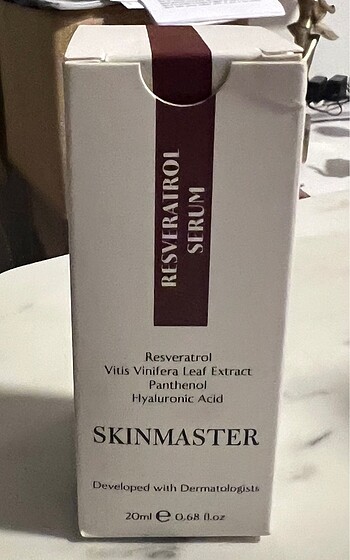 RESVERATROL
SERUM
Resveratrol
Vitis Vinifera Leaf Extract
Panthenol
Hyaluronic Acid
SKINMASTER
Developed with Dermatologists
20ml e 0.68 fl.oz